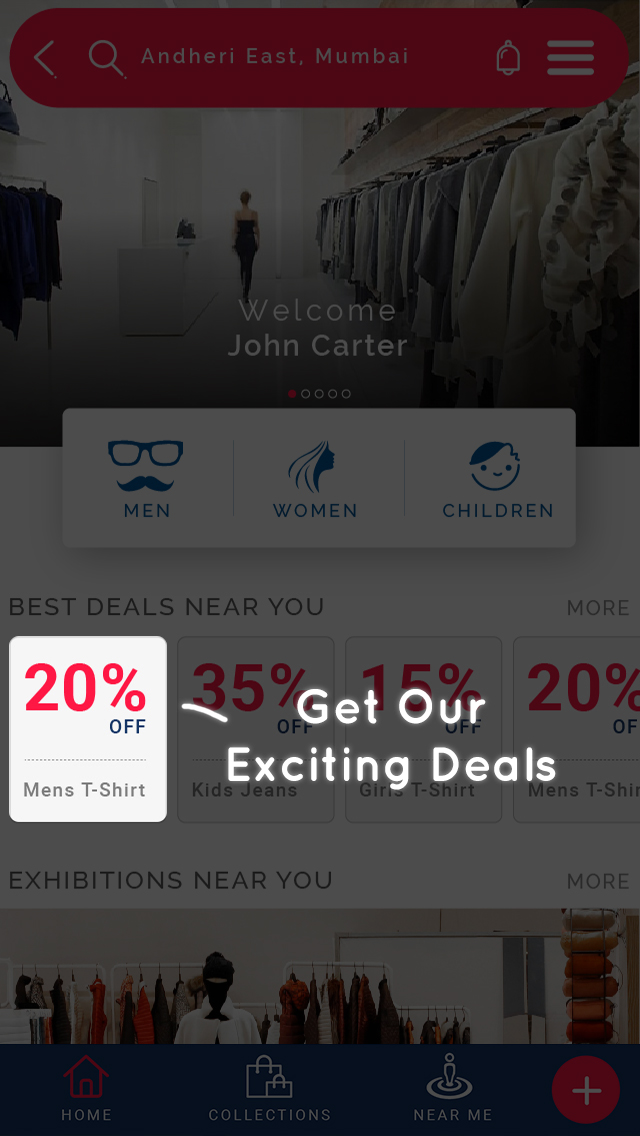 Andheri East, Mumbai
Welcome
John Carter
MEN
WOMEN
CHILDREN
BEST DEALS NEAR YOU
MORE
20%
OFF
Mens T-Shirt
35%
OFF
Kids Jeans
15%
OFF
Girls T-Shirt
20%
OF
Mens T-Shir
Get Our
Exciting Deals
EXHIBITIONS NEAR YOU
MORE
HOME
COLLECTIONS
NEAR ME